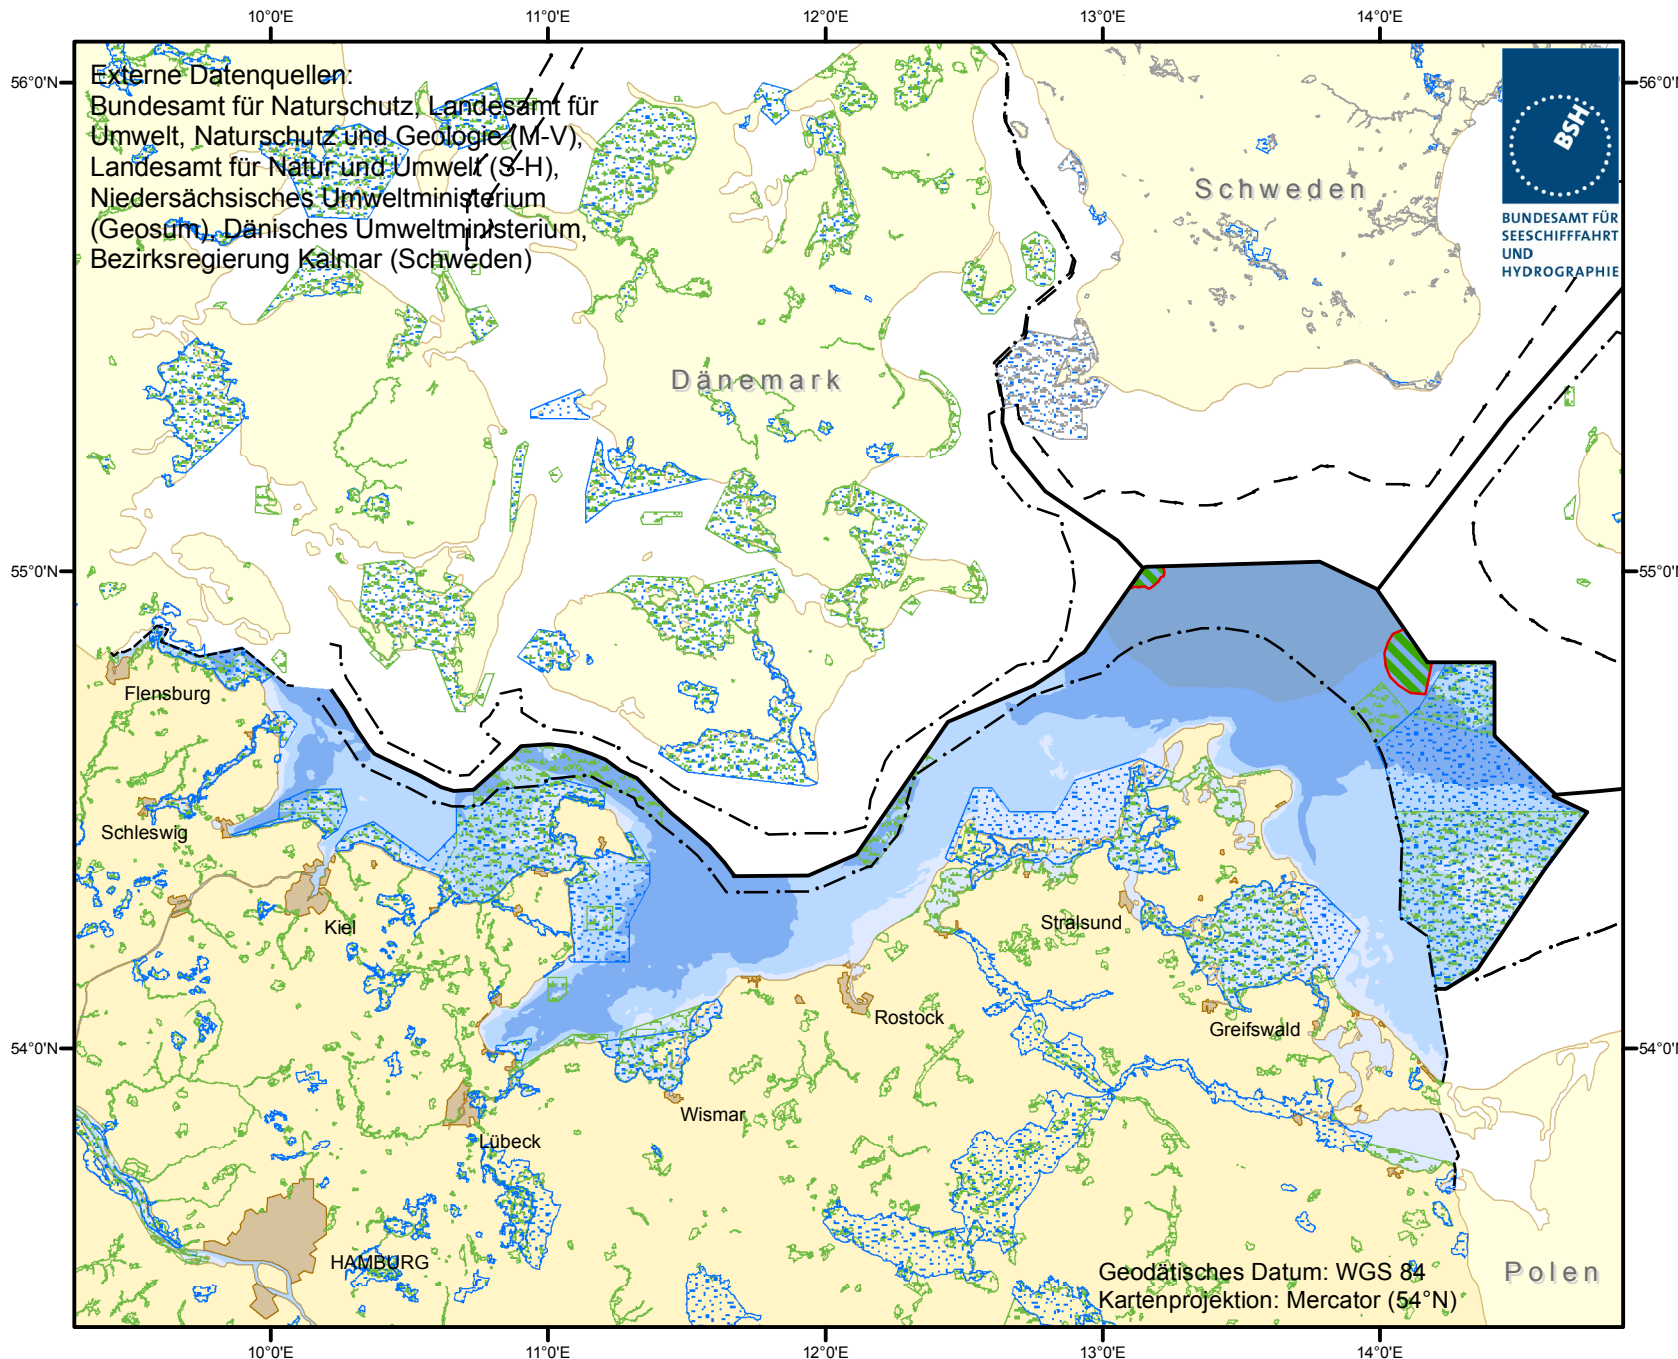 10°0'E
11°0'E
12°0'E
13°0'E
14°0'E
56°0'N
56°0'N
Externe Datenquellen:
Bundesamt für Naturschutz, Landesamt für
Umwelt, Naturschutz und Geologie (M-V),
Landesamt für Natur und Umwelt (S-H),
Niedersächsisches Umweltministerium
(Geosum), Dänisches Umweltministerium,
Bezirksregierung Kalmar (Schweden)
BSH
BUNDESAMT FÜR
SEESCHIFFFAHRT
UND
HYDROGRAPHIE
Schweden
Dänemark
55°0'N
55°0'N
Flensburg
Schleswig
Kiel
Stralsund
Rostock
Greifswald
54°0'N
54°0'N
Wismar
Lübeck
HAMBURG
Polen
Geodätisches Datum: WGS 84
Kartenprojektion: Mercator (54°N)
10°0'E
11°0'E
12°0'E
13°0'E
14°0'E